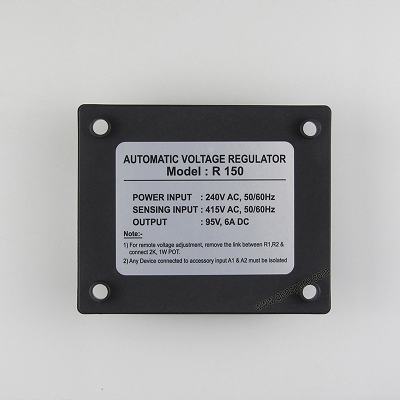 AUTOMATIC VOLTAGE REGULATOR
Model : R 150
POWER INPUT : 240V AC, 50/60Hz
SENSING INPUT : 415V AC, 50/60Hz
OUTPUT : 95V, 6A DC
Note:-
1) For remote voltage adjustment, remove the link between R1,R2 &
connect 2K, 1W POT.
2) Any Device connected to accessory input A1 & A2 must be Isolated